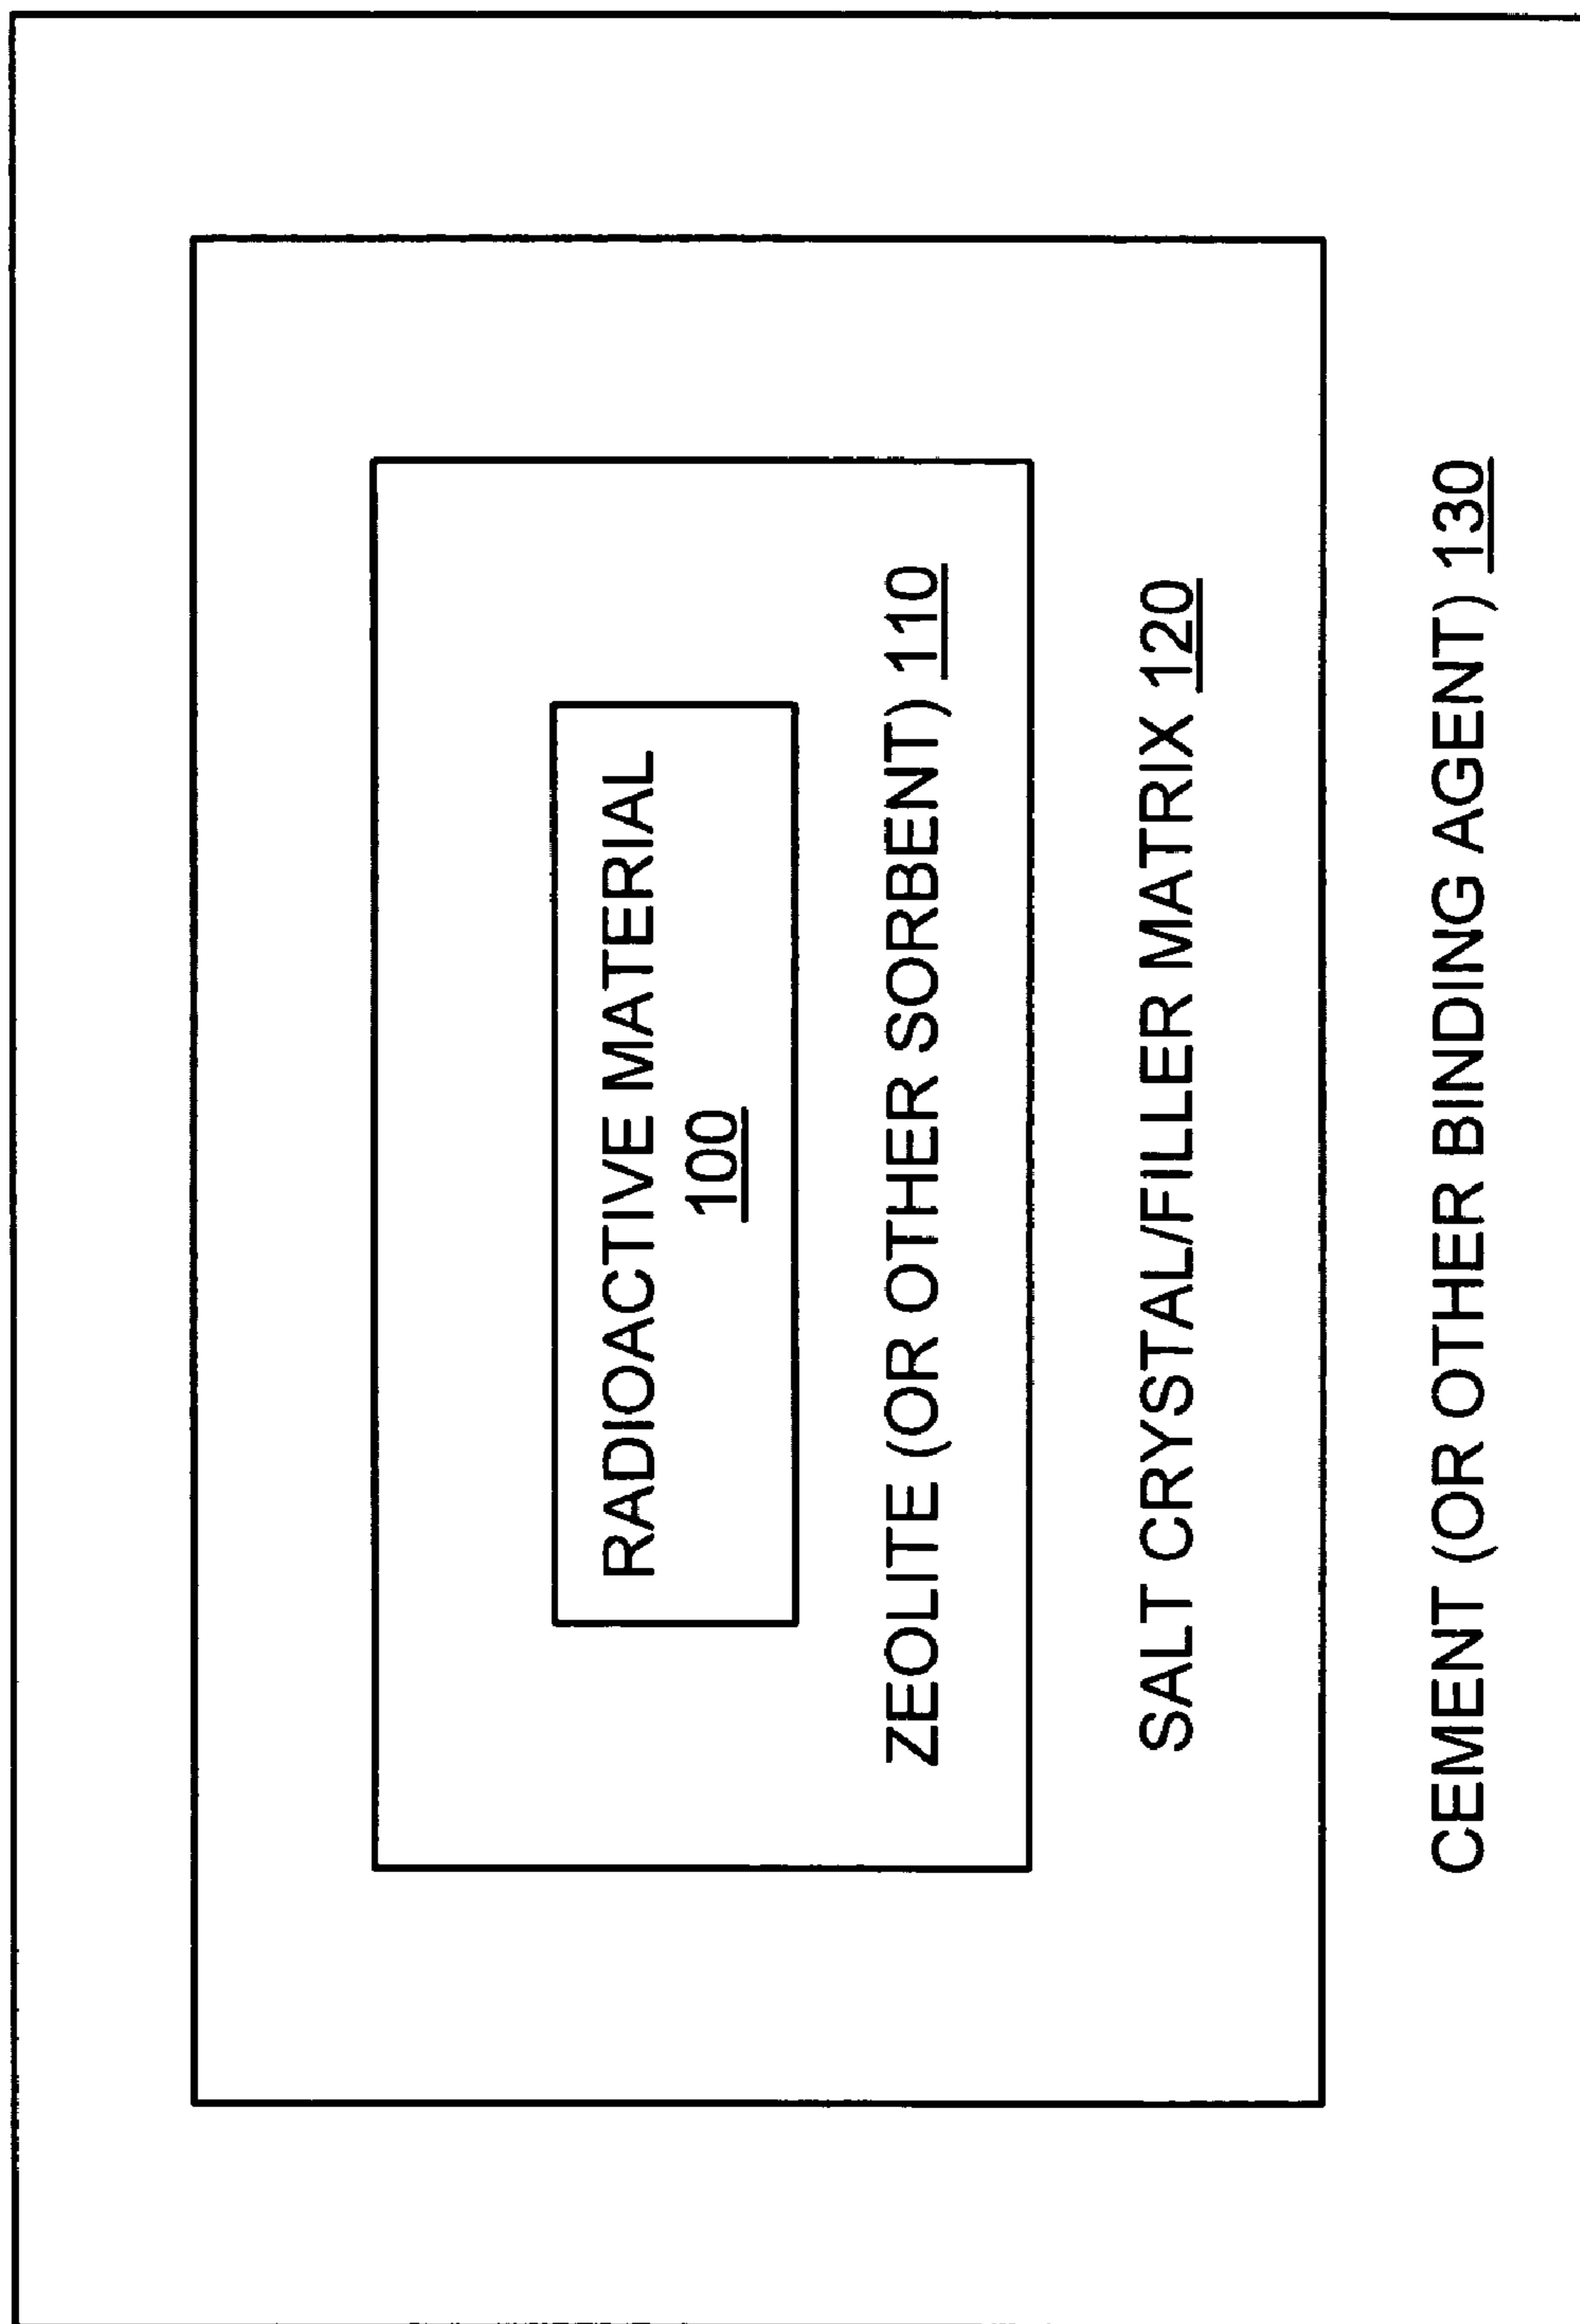 RADIOACTIVE MATERIAL
100
ZEOLITE (OR OTHER SORBENT) 110
SALT CRYSTAL/FILLER MATRIX 120
CEMENT (OR OTHER BINDING AGENT) 130